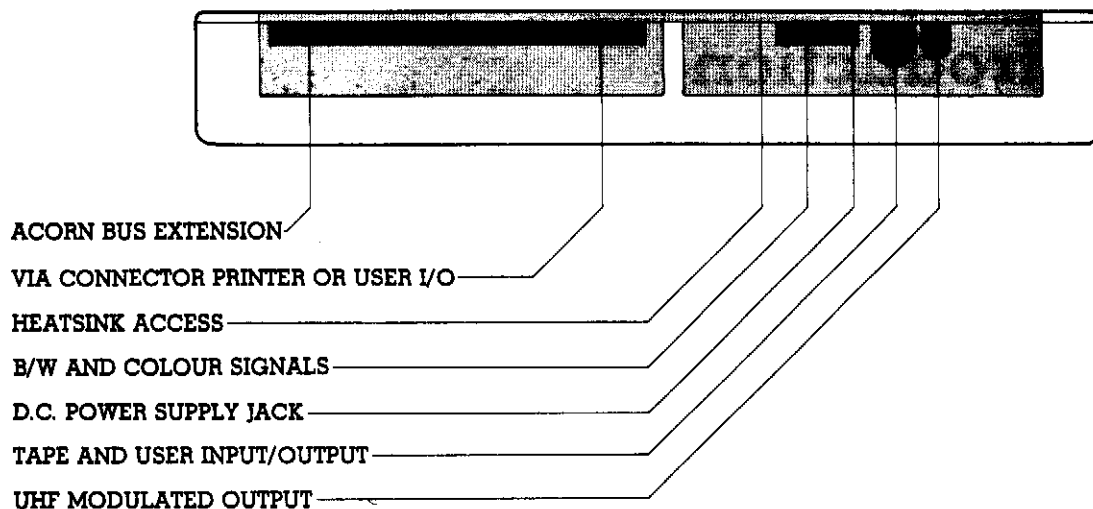 ACORN BUS EXTENSION
VIA CONNECTOR PRINTER OR USER I/O
HEATSINK ACCESS
B/W AND COLOUR SIGNALS
D.C. POWER SUPPLY JACK
TAPE AND USER INPUT/OUTPUT
UHF MODULATED OUTPUT